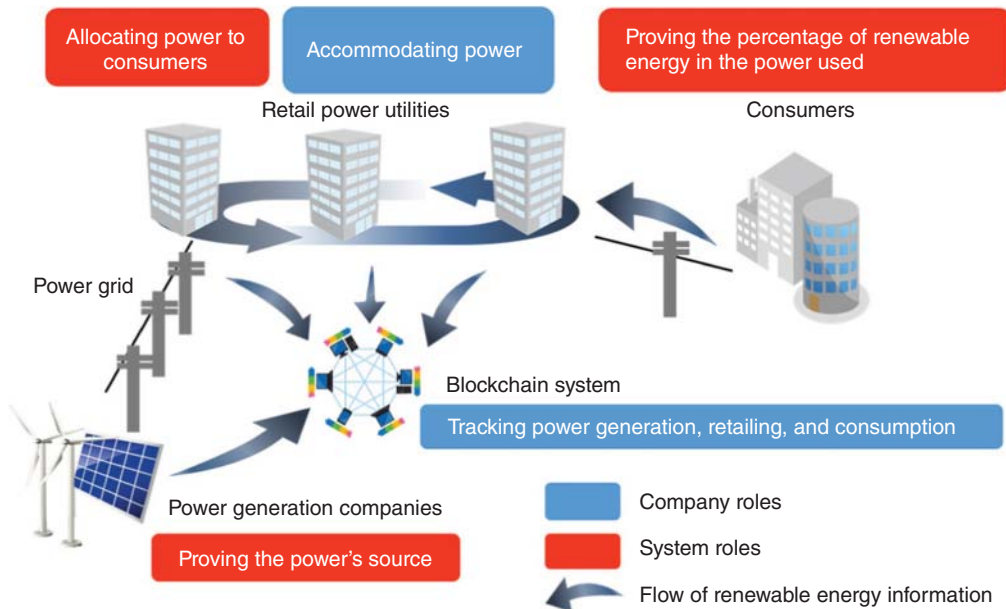 Allocating power to
consumers
Accommodating power
Proving the percentage of renewable
energy in the power used
Retail power utilities
Consumers
Power grid
Blockchain system
Tracking power generation, retailing, and consumption
Power generation companies
Proving the power's source
Company roles
System roles
Flow of renewable energy information